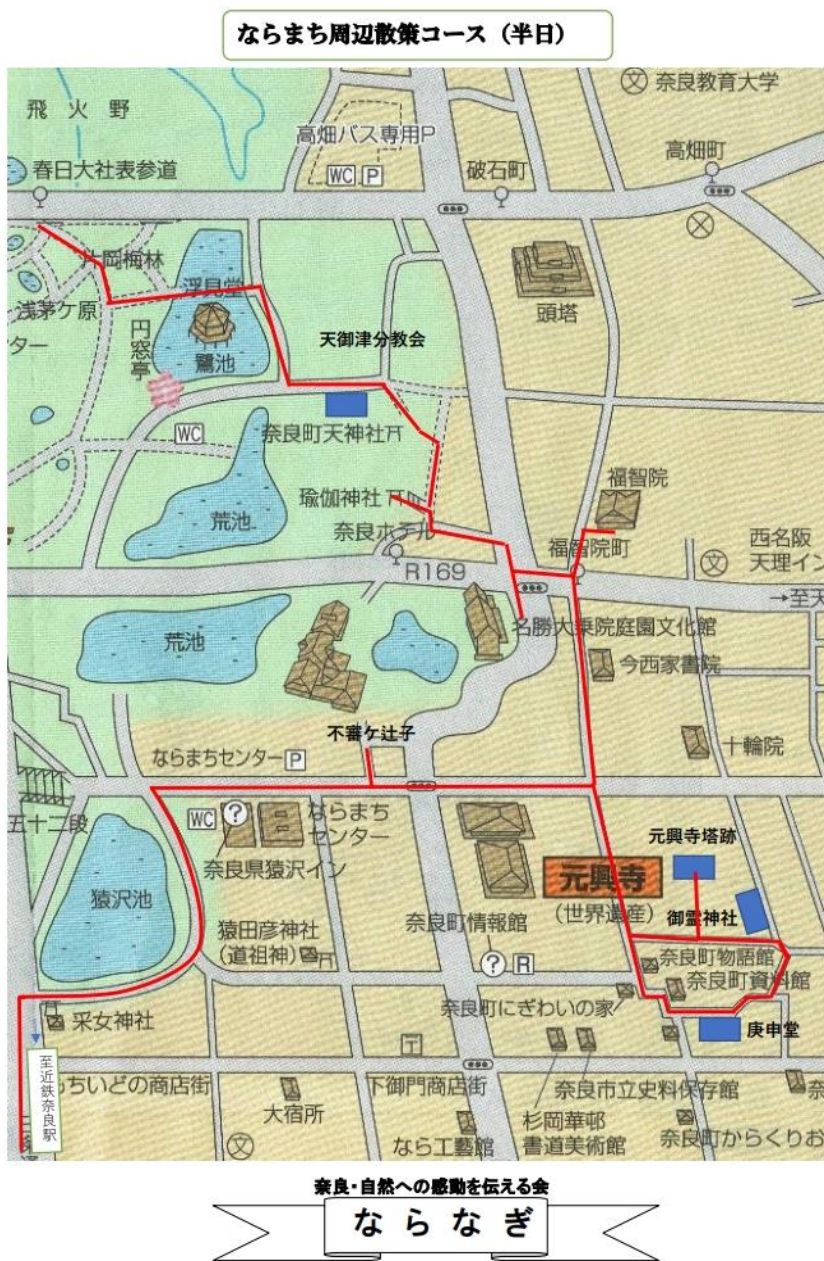 ならまち周辺散策コース（半日）
飛火野
奈良教育大学
高畑バス専用P
WC P
春日大社表参道
破石町
高畑町
片岡梅林
浮見堂
浅茅ケ原
ター
円窓亭
鷺池
頭塔
天御津分教会
WC
奈良町天神社
瑜伽神社
福智院
荒池
奈良ホテル
福智院町
西名阪
天理イン
R169
→至天
荒池
名勝大乗院庭園文化館
今西家書院
不審ケ辻子
十輪院
ならまちセンター P
五十二段
WC ?
ならまち
センター
奈良県猿沢イン
元興寺塔跡
元興寺
（世界遺産）
御霊神社
猿沢池
猿田彦神社
（道祖神）
奈良町情報館
? R
奈良町物語館
奈良町資料館
奈良町にぎわいの家
采女神社
庚申堂
至近鉄奈良駅
もちいどの商店街
下御門商店街
奈良市立史料保存館
奈
大宿所
なら工藝館
杉岡華邨
書道美術館
奈良町からくりお
奈良・自然への感動を伝える会
ならなぎ